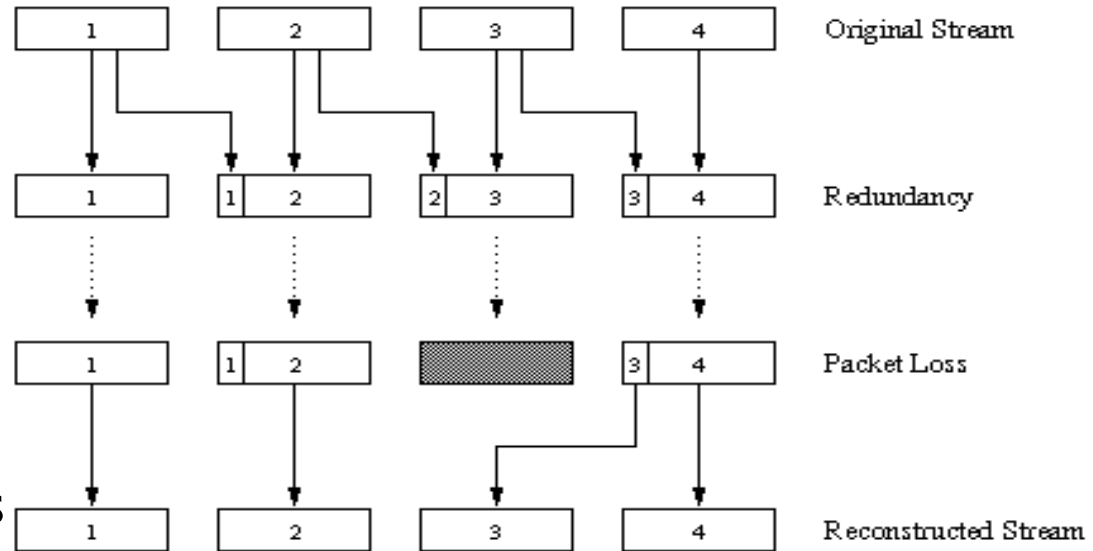 1 2 3 4 Original Stream
1 1 2 2 3 3 4 Redundancy
1 1 2 3 4 Packet Loss
s
1 2 3 4 Reconstructed Stream